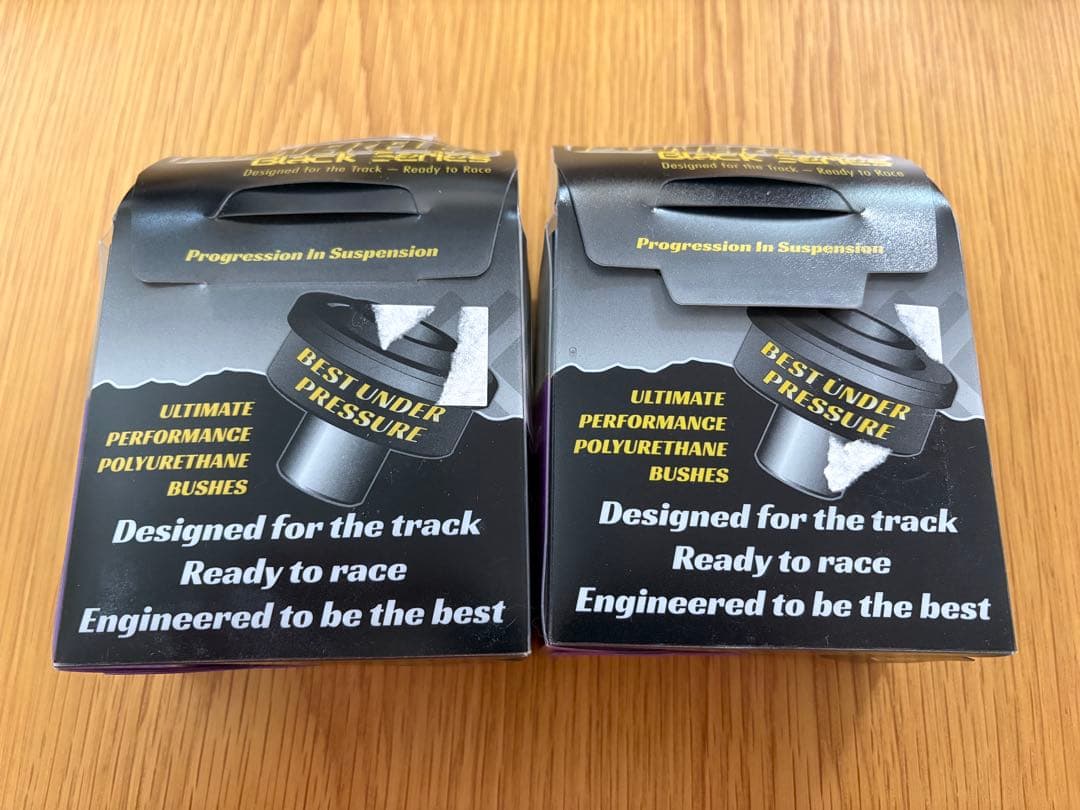 Black Series
Designed for the Track – Ready to Race
Progression In Suspension
BEST UNDER
PRESSURE
ULTIMATE
PERFORMANCE
POLYURETHANE
BUSHES
Designed for the track
Ready to race
Engineered to be the best
Black Series
Designed for the Track – Ready to Race
Progression In Suspension
BEST UNDER
PRESSURE
ULTIMATE
PERFORMANCE
POLYURETHANE
BUSHES
Designed for the track
Ready to race
Engineered to be the best